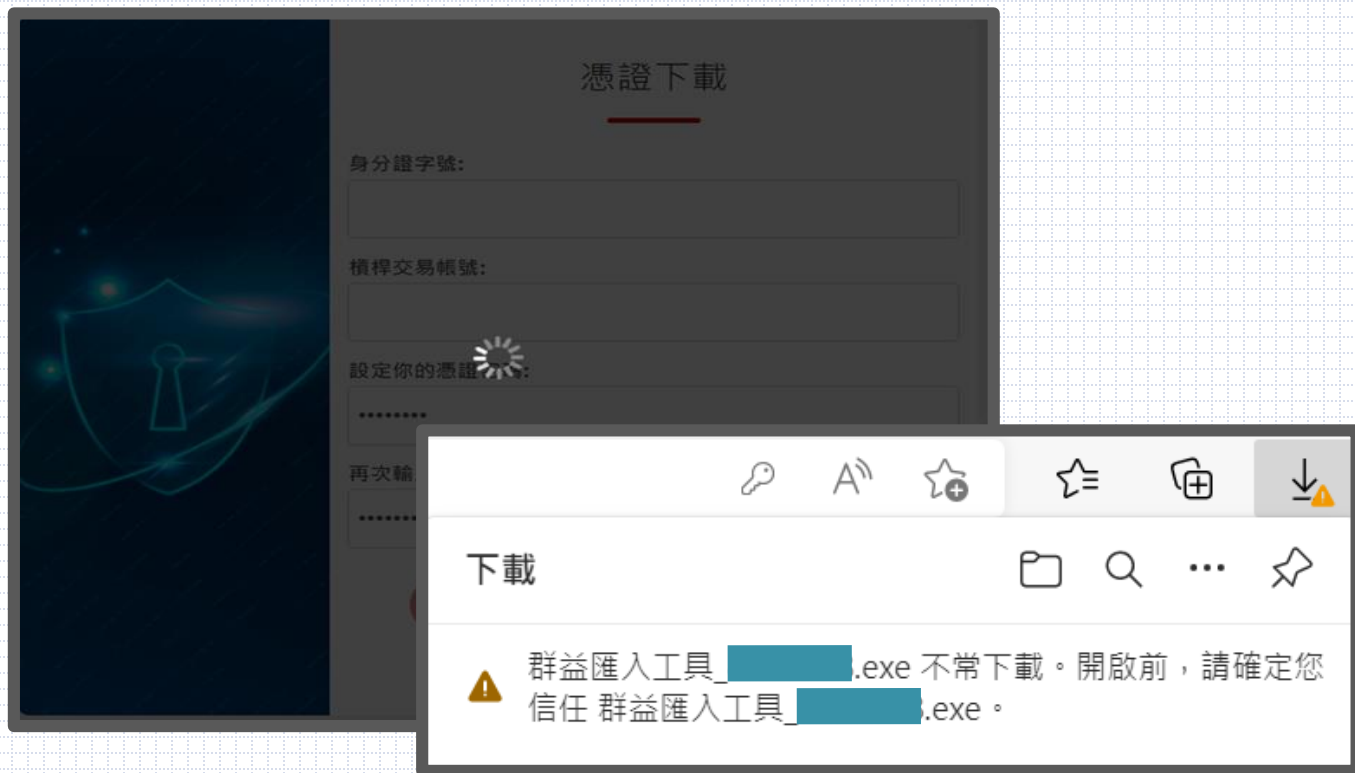 憑證下載
身分證字號:
槓桿交易帳號:
設定你的憑證
••••••••
再次輸
••••••••
下載
群益匯入工具_ .exe 不常下載。開啟前，請確定您
信任 群益匯入工具_ .exe。